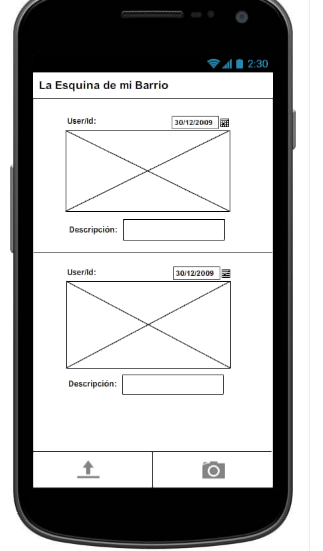 2:30
La Esquina de mi Barrio
User/Id: 30/12/2009
Descripción:
User/Id: 30/12/2009
Descripción: